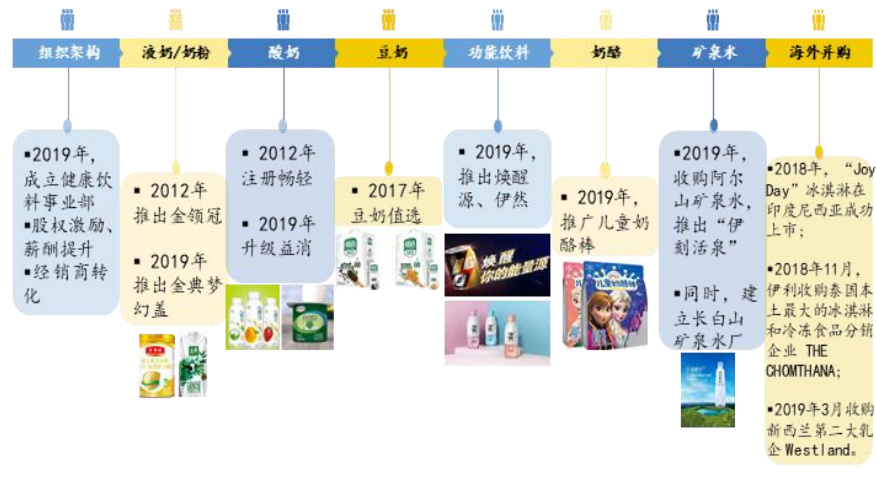 组织架构
液奶/奶粉
酸奶
豆奶
功能饮料
奶酪
矿泉水
海外并购
▪2019年，
成立健康饮
料事业部
▪股权激励、
薪酬提升
▪经销商转
化
▪ 2012年
推出金领冠
▪ 2019年
推出金典梦
幻盖
▪ 2012年
注册畅轻
▪ 2019年
升级益消
▪ 2017年
豆奶值选
▪ 2019年，
推出焕醒
源、伊然
焕醒
你的能量源
▪ 2019年，
推广儿童奶
酪棒
儿童奶酪棒
▪2019年，
收购阿尔
山矿泉水，
推出“伊
刻活泉”
▪同时，建
立长白山
矿泉水厂
▪2018年，“Joy
Day”冰淇淋在
印度尼西亚成功
上市；
▪2018年11月，
伊利收购泰国本
土最大的冰淇淋
和冷冻食品分销
企业 THE
CHOMTHANA;
▪2019年3月收购
新西兰第二大乳
企 Westland。